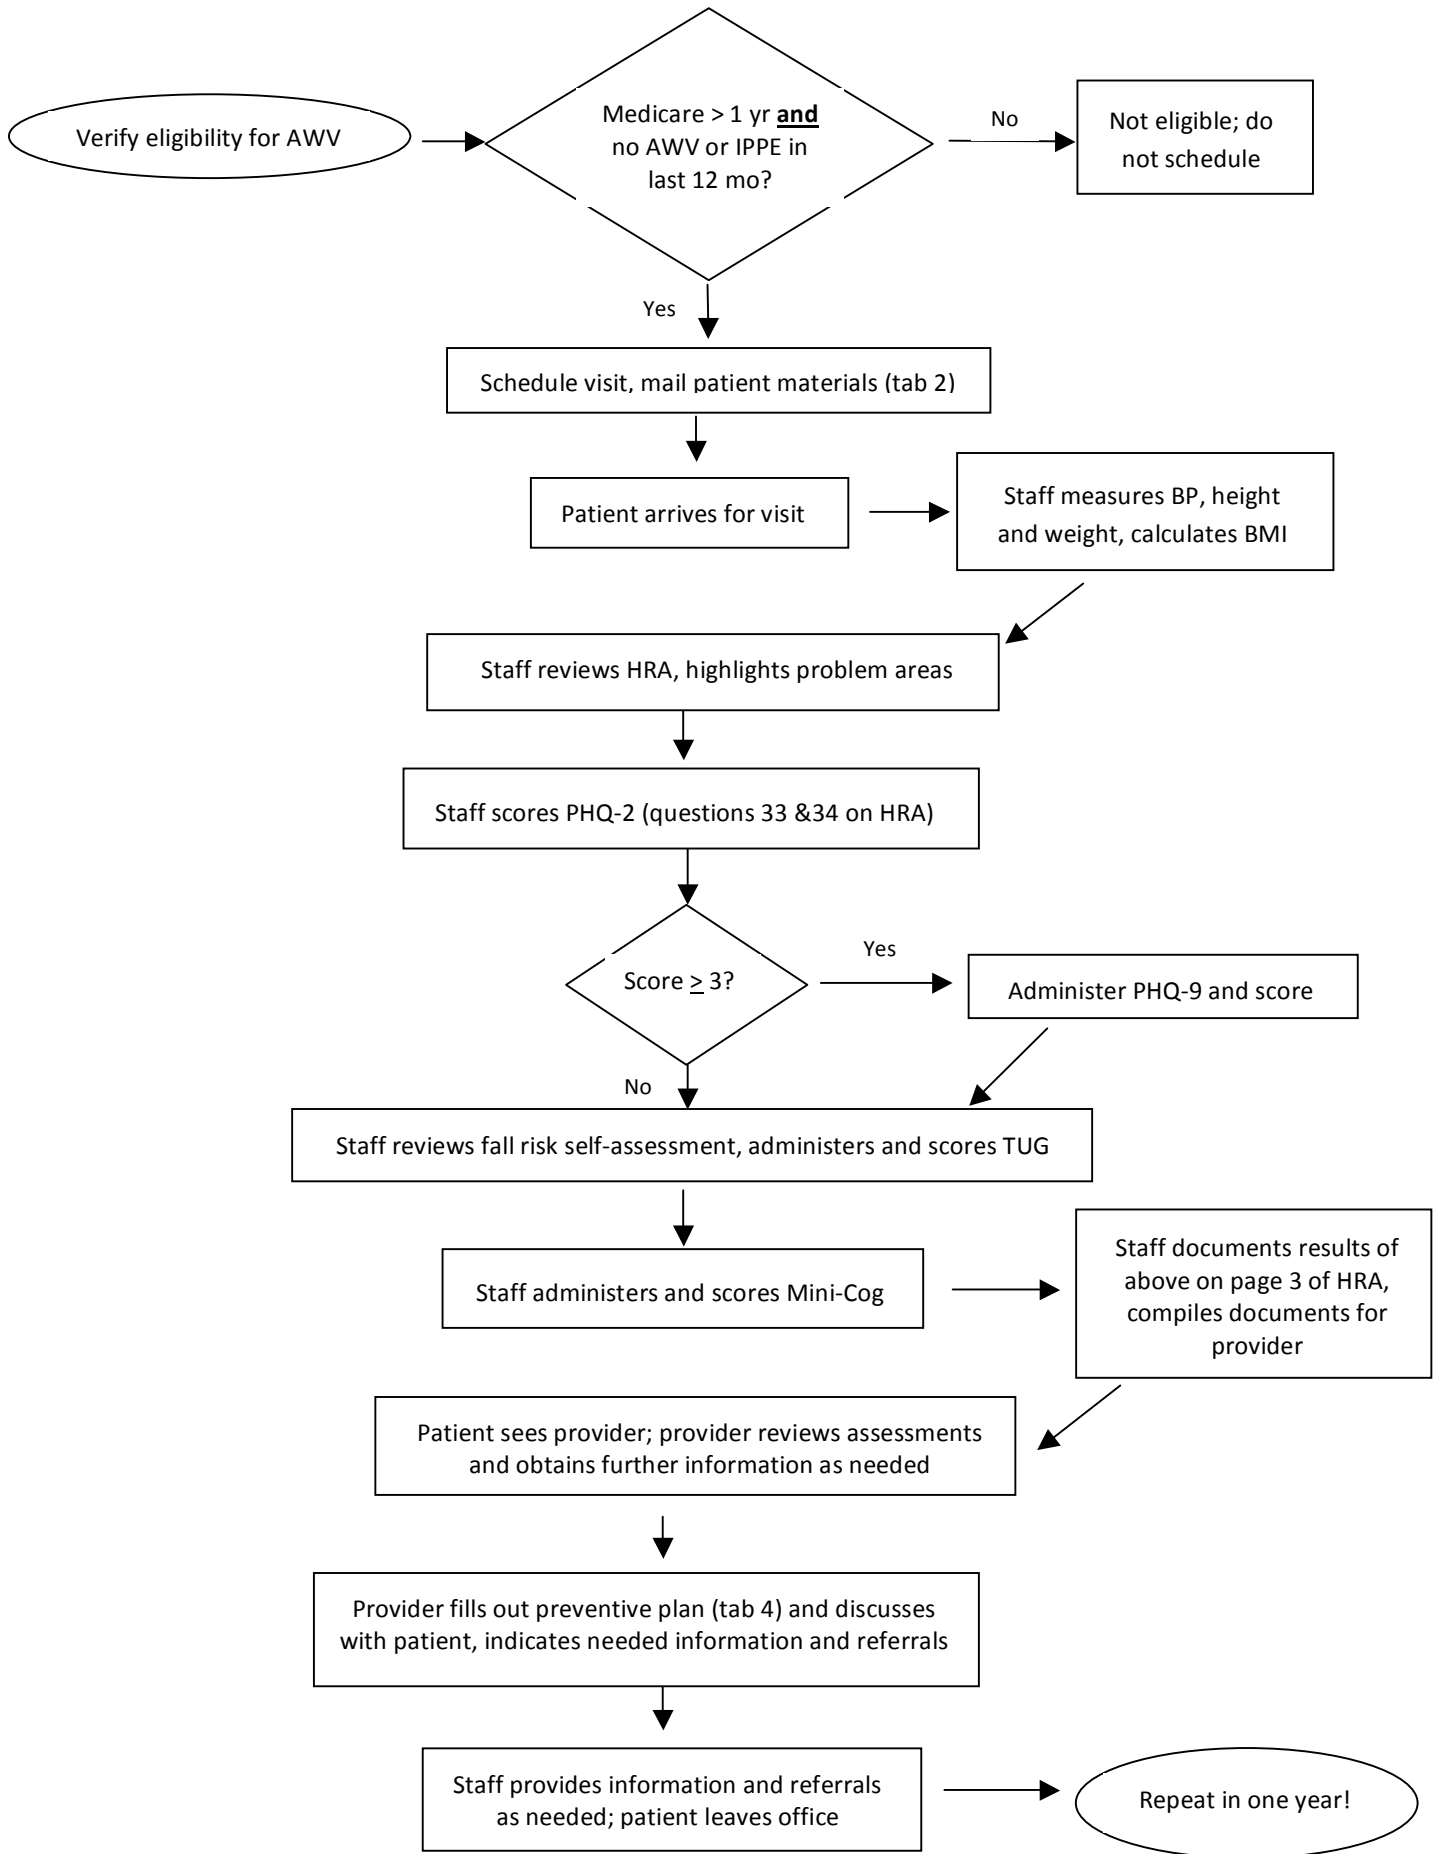 Verify eligibility for AWV
Medicare > 1 yr and
no AWV or IPPE in
last 12 mo?
No
Not eligible; do
not schedule
Yes
Schedule visit, mail patient materials (tab 2)
Patient arrives for visit
Staff measures BP, height
and weight, calculates BMI
Staff reviews HRA, highlights problem areas
Staff scores PHQ-2 (questions 33 &34 on HRA)
Score ≥ 3?
Yes
Administer PHQ-9 and score
No
Staff reviews fall risk self-assessment, administers and scores TUG
Staff administers and scores Mini-Cog
Staff documents results of
above on page 3 of HRA,
compiles documents for
provider
Patient sees provider; provider reviews assessments
and obtains further information as needed
Provider fills out preventive plan (tab 4) and discusses
with patient, indicates needed information and referrals
Staff provides information and referrals
as needed; patient leaves office
Repeat in one year!